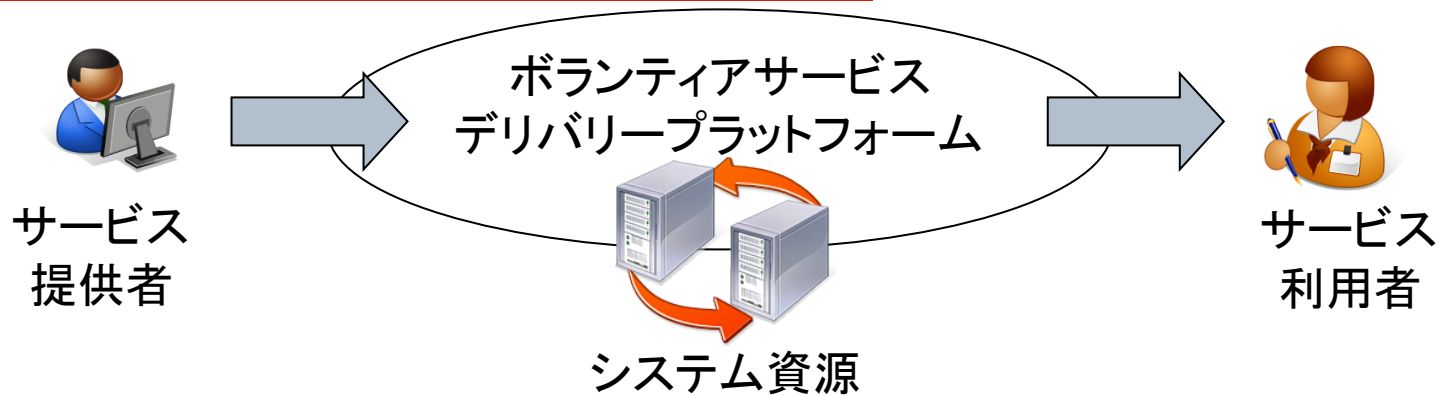 ボランティアサービス
デリバリープラットフォーム
サービス
提供者
サービス
利用者
システム資源